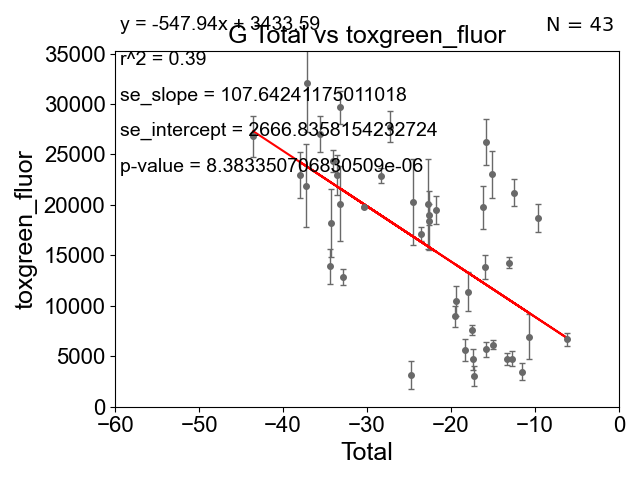 y = -547.94x + 3433.59
N = 43
G Total vs toxgreen_fluor
r^2 = 0.39
se_slope = 107.64241175011018
se_intercept = 2666.8358154232724
p-value = 8.383350706830509e-06
toxgreen_fluor
35000
30000
25000
20000
15000
10000
5000
0
−60 −50 −40 −30 −20 −10 0
Total